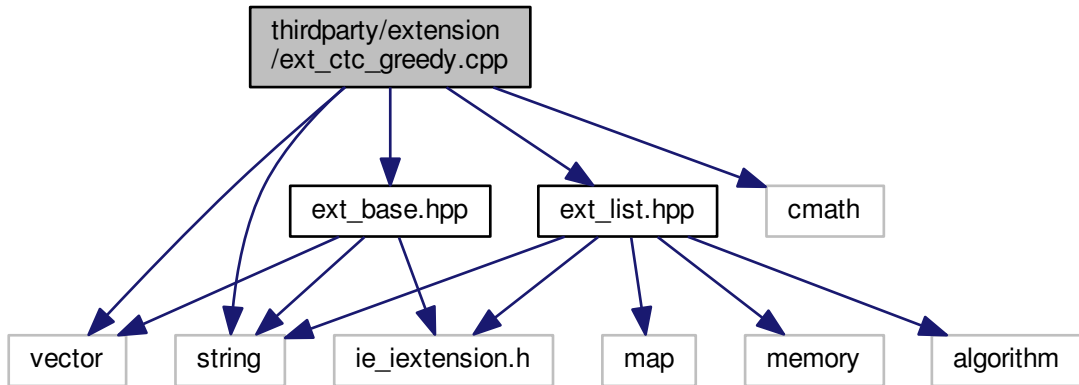 thirdparty/extension
/ext_ctc_greedy.cpp
ext_base.hpp
ext_list.hpp
cmath
vector
string
ie_iextension.h
map
memory
algorithm